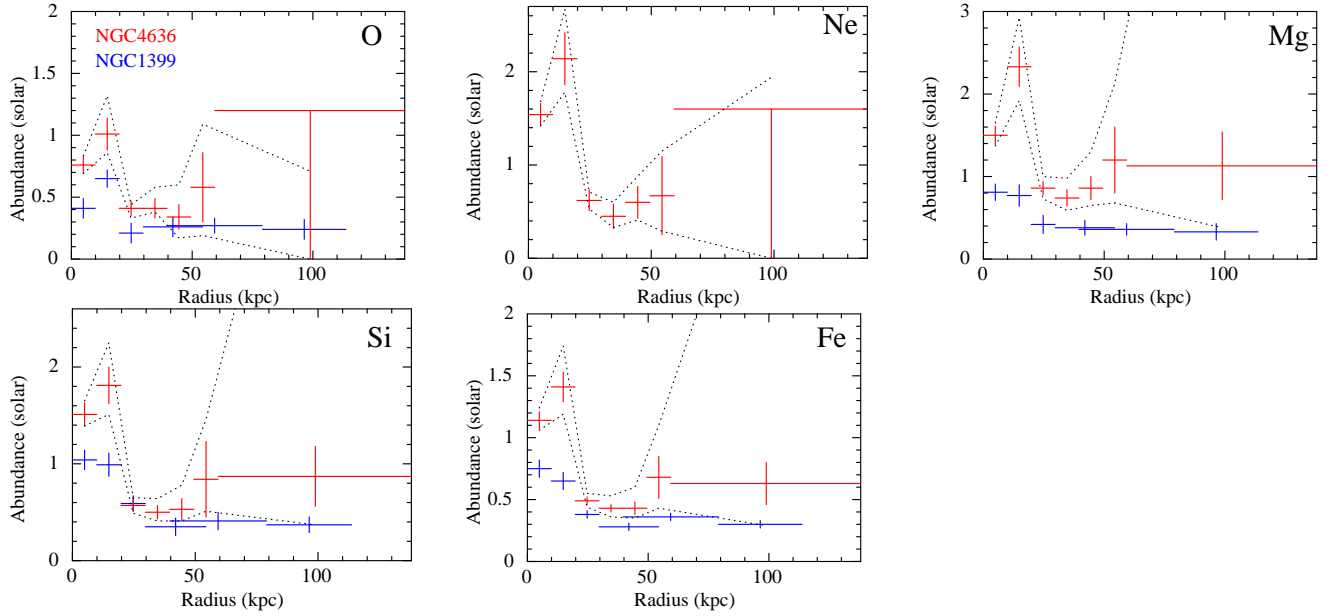 O
NGC4636
NGC1399
Abundance (solar)
0
0.5
1
1.5
2
0
50
100
Radius (kpc)
Ne
Abundance (solar)
0
1
2
0
50
100
Radius (kpc)
Mg
Abundance (solar)
0
1
2
3
0
50
100
Radius (kpc)
Si
Abundance (solar)
0
1
2
0
50
100
Radius (kpc)
Fe
Abundance (solar)
0
0.5
1
1.5
2
0
50
100
Radius (kpc)